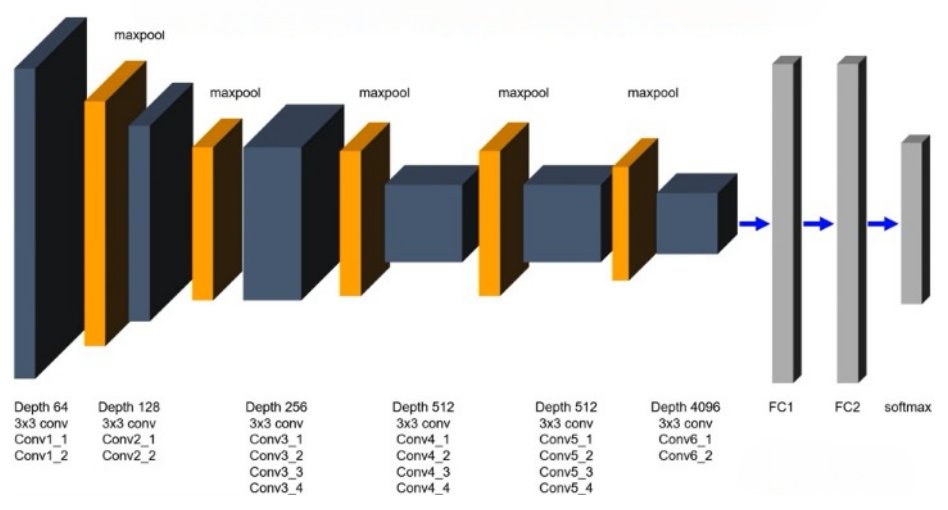 maxpool
maxpool
maxpool
maxpool
maxpool
Depth 64
3x3 conv
Conv1_1
Conv1_2
Depth 128
3x3 conv
Conv2_1
Conv2_2
Depth 256
3x3 conv
Conv3_1
Conv3_2
Conv3_3
Conv3_4
Depth 512
3x3 conv
Conv4_1
Conv4_2
Conv4_3
Conv4_4
Depth 512
3x3 conv
Conv5_1
Conv5_2
Conv5_3
Conv5_4
Depth 4096
3x3 conv
Conv6_1
Conv6_2
FC1
FC2
softmax